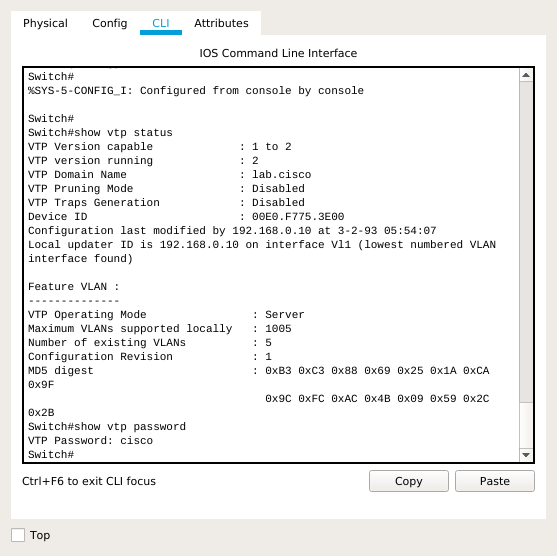 Physical Config CLI Attributes
IOS Command Line Interface
Switch#
%SYS-5-CONFIG_I: Configured from console by console
Switch#
Switch#show vtp status
VTP Version capable : 1 to 2
VTP version running : 2
VTP Domain Name : lab.cisco
VTP Pruning Mode : Disabled
VTP Traps Generation : Disabled
Device ID : 00E0.F775.3E00
Configuration last modified by 192.168.0.10 at 3-2-93 05:54:07
Local updater ID is 192.168.0.10 on interface Vl1 (lowest numbered VLAN
interface found)
Feature VLAN :
--------------
VTP Operating Mode : Server
Maximum VLANs supported locally : 1005
Number of existing VLANs : 5
Configuration Revision : 1
MD5 digest : 0xB3 0xC3 0x88 0x69 0x25 0x1A 0xCA
0x9F
0x9C 0xFC 0xAC 0x4B 0x09 0x59 0x2C
0x2B
Switch#show vtp password
VTP Password: cisco
Switch#
Ctrl+F6 to exit CLI focus
Copy Paste
Top